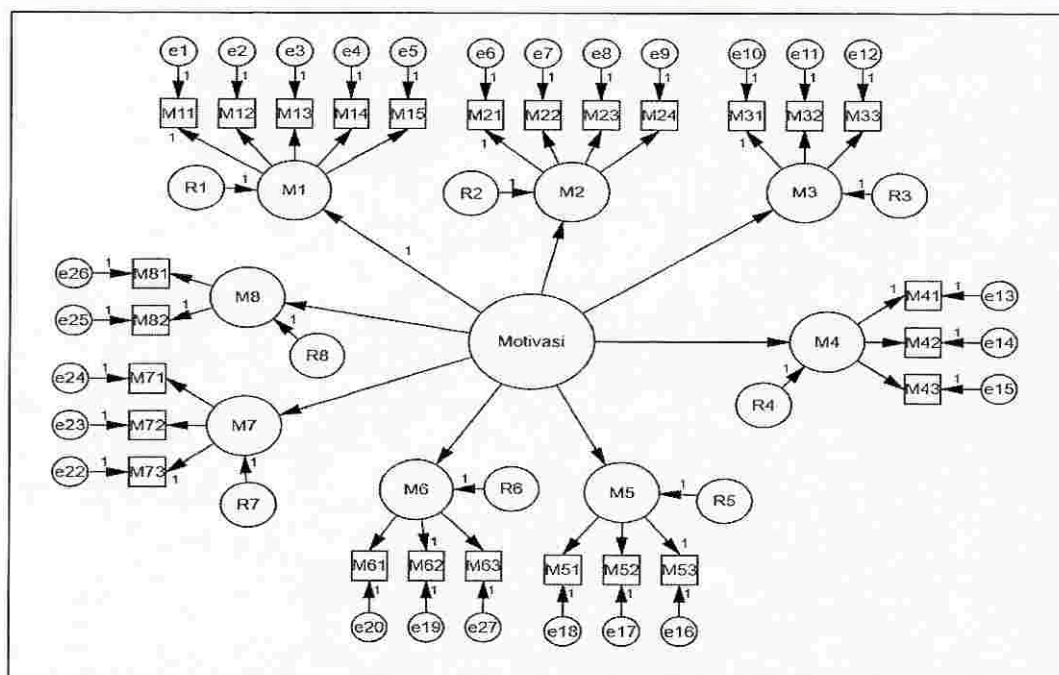 e1 e2 e3 e4 e5 e6 e7 e8 e9 e10 e11 e12
1 1 1 1 1 1 1 1 1 1 1 1
M11 M12 M13 M14 M15 M21 M22 M23 M24 M31 M32 M33
1 1 1
R1 1 M1 R2 1 M2 M3 1 R3
1
e26 1 M81 M8 1 M41 1 e13
e25 1 M82 1 1 R8 Motivasi M4 M42 1 e14
e24 1 M71 R4 1 M43 1 e15
e23 1 M72 M7
e22 1 M73 1 1 R7
M6 1 R6 M5 1 R5
1 1
M61 M62 M63 M51 M52 M53
1 1 1 1 1 1
e20 e19 e27 e18 e17 e16